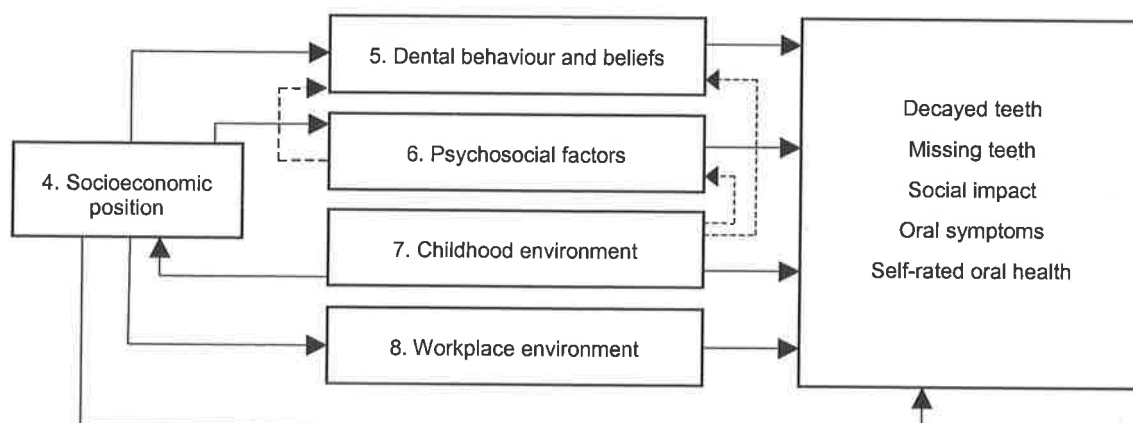 5. Dental behaviour and beliefs
6. Psychosocial factors
4. Socioeconomic
position
7. Childhood environment
8. Workplace environment
Decayed teeth
Missing teeth
Social impact
Oral symptoms
Self-rated oral health